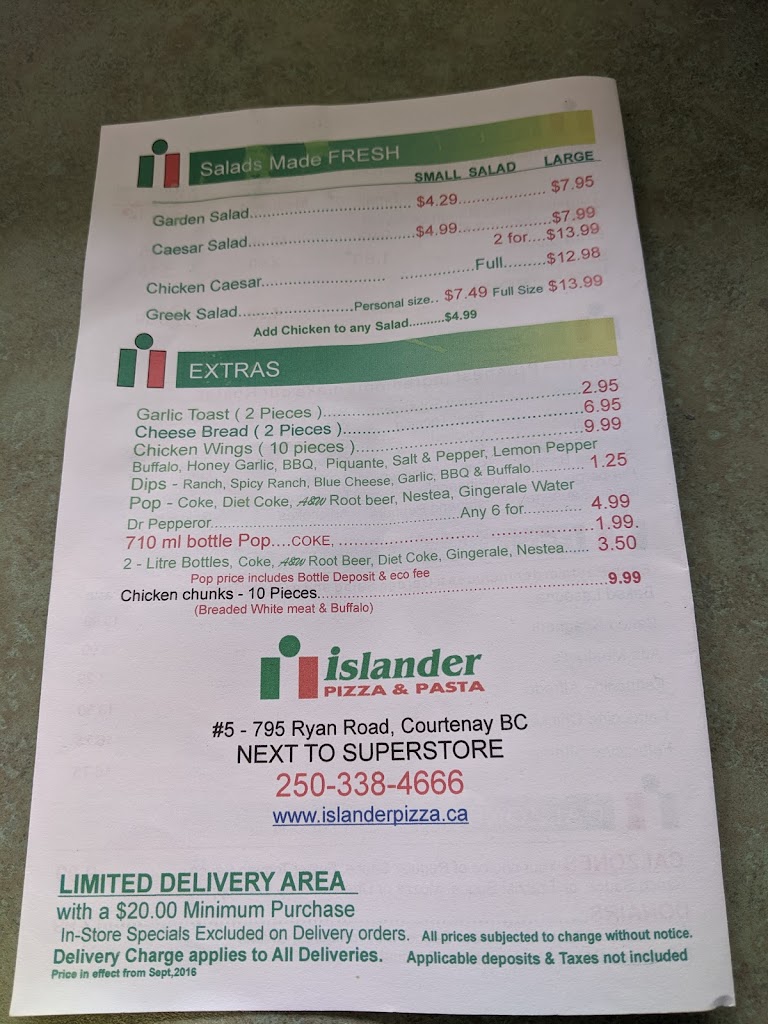 Salads Made FRESH
SMALL SALAD LARGE
Garden Salad............................... $4.29................ $7.95
Caesar Salad............................... $4.99................$7.99
2 for....$13.99
Chicken Caesar.................... ..............Full.........$12.98
Greek Salad......................Personal size.. $7.49 Full Size $13.99
Add Chicken to any Salad..........$4.99
EXTRAS
Garlic Toast ( 2 Pieces )..........................................2.95
Cheese Bread ( 2 Pieces ).......................................6.95
Chicken Wings ( 10 pieces )....................................9.99
Buffalo, Honey Garlic, BBQ, Piquante, Salt & Pepper, Lemon Pepper
Dips - Ranch, Spicy Ranch, Blue Cheese, Garlic, BBQ & Buffalo............ 1.25
Pop - Coke, Diet Coke, A&W Root beer, Nestea, Gingerale Water
Dr Pepperor............................................Any 6 for............. 4.99
710 ml bottle Pop....COKE, ............................. .....................1.99.
2 - Litre Bottles, Coke, A&W Root Beer, Diet Coke, Gingerale, Nestea...... 3.50
Pop price includes Bottle Deposit & eco fee
Chicken chunks - 10 Pieces....................................................9.99
(Breaded White meat & Buffalo)
islander
PIZZA & PASTA
#5 - 795 Ryan Road, Courtenay BC
NEXT TO SUPERSTORE
250-338-4666
www.islanderpizza.ca
LIMITED DELIVERY AREA
with a $20.00 Minimum Purchase
In-Store Specials Excluded on Delivery orders. All prices subjected to change without notice.
Delivery Charge applies to All Deliveries. Applicable deposits & Taxes not included
Price in effect from Sept,2016